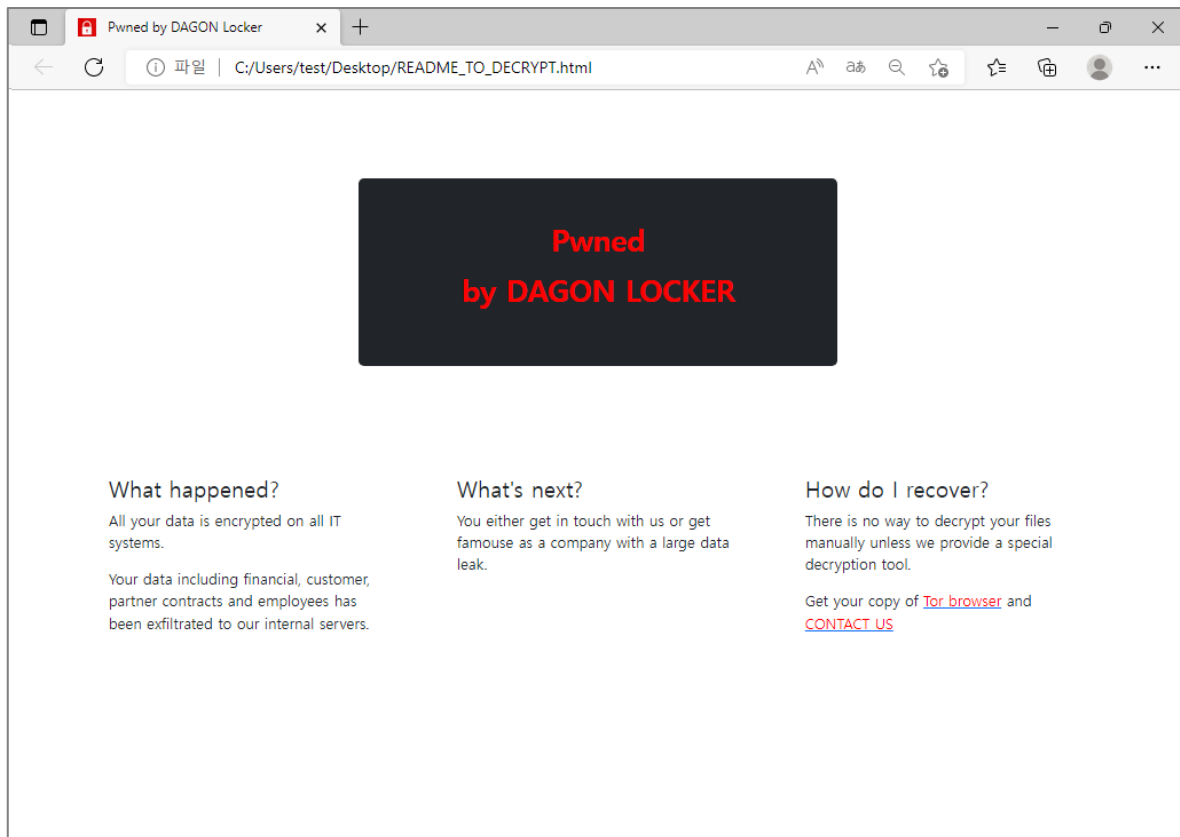 Pwned by DAGON Locker
파일
C:/Users/test/Desktop/README_TO_DECRYPT.html
Pwned
by DAGON LOCKER
What happened?
All your data is encrypted on all IT
systems.
Your data including financial, customer,
partner contracts and employees has
been exfiltrated to our internal servers.
What's next?
You either get in touch with us or get
famouse as a company with a large data
leak.
How do I recover?
There is no way to decrypt your files
manually unless we provide a special
decryption tool.
Get your copy of Tor browser and
CONTACT US